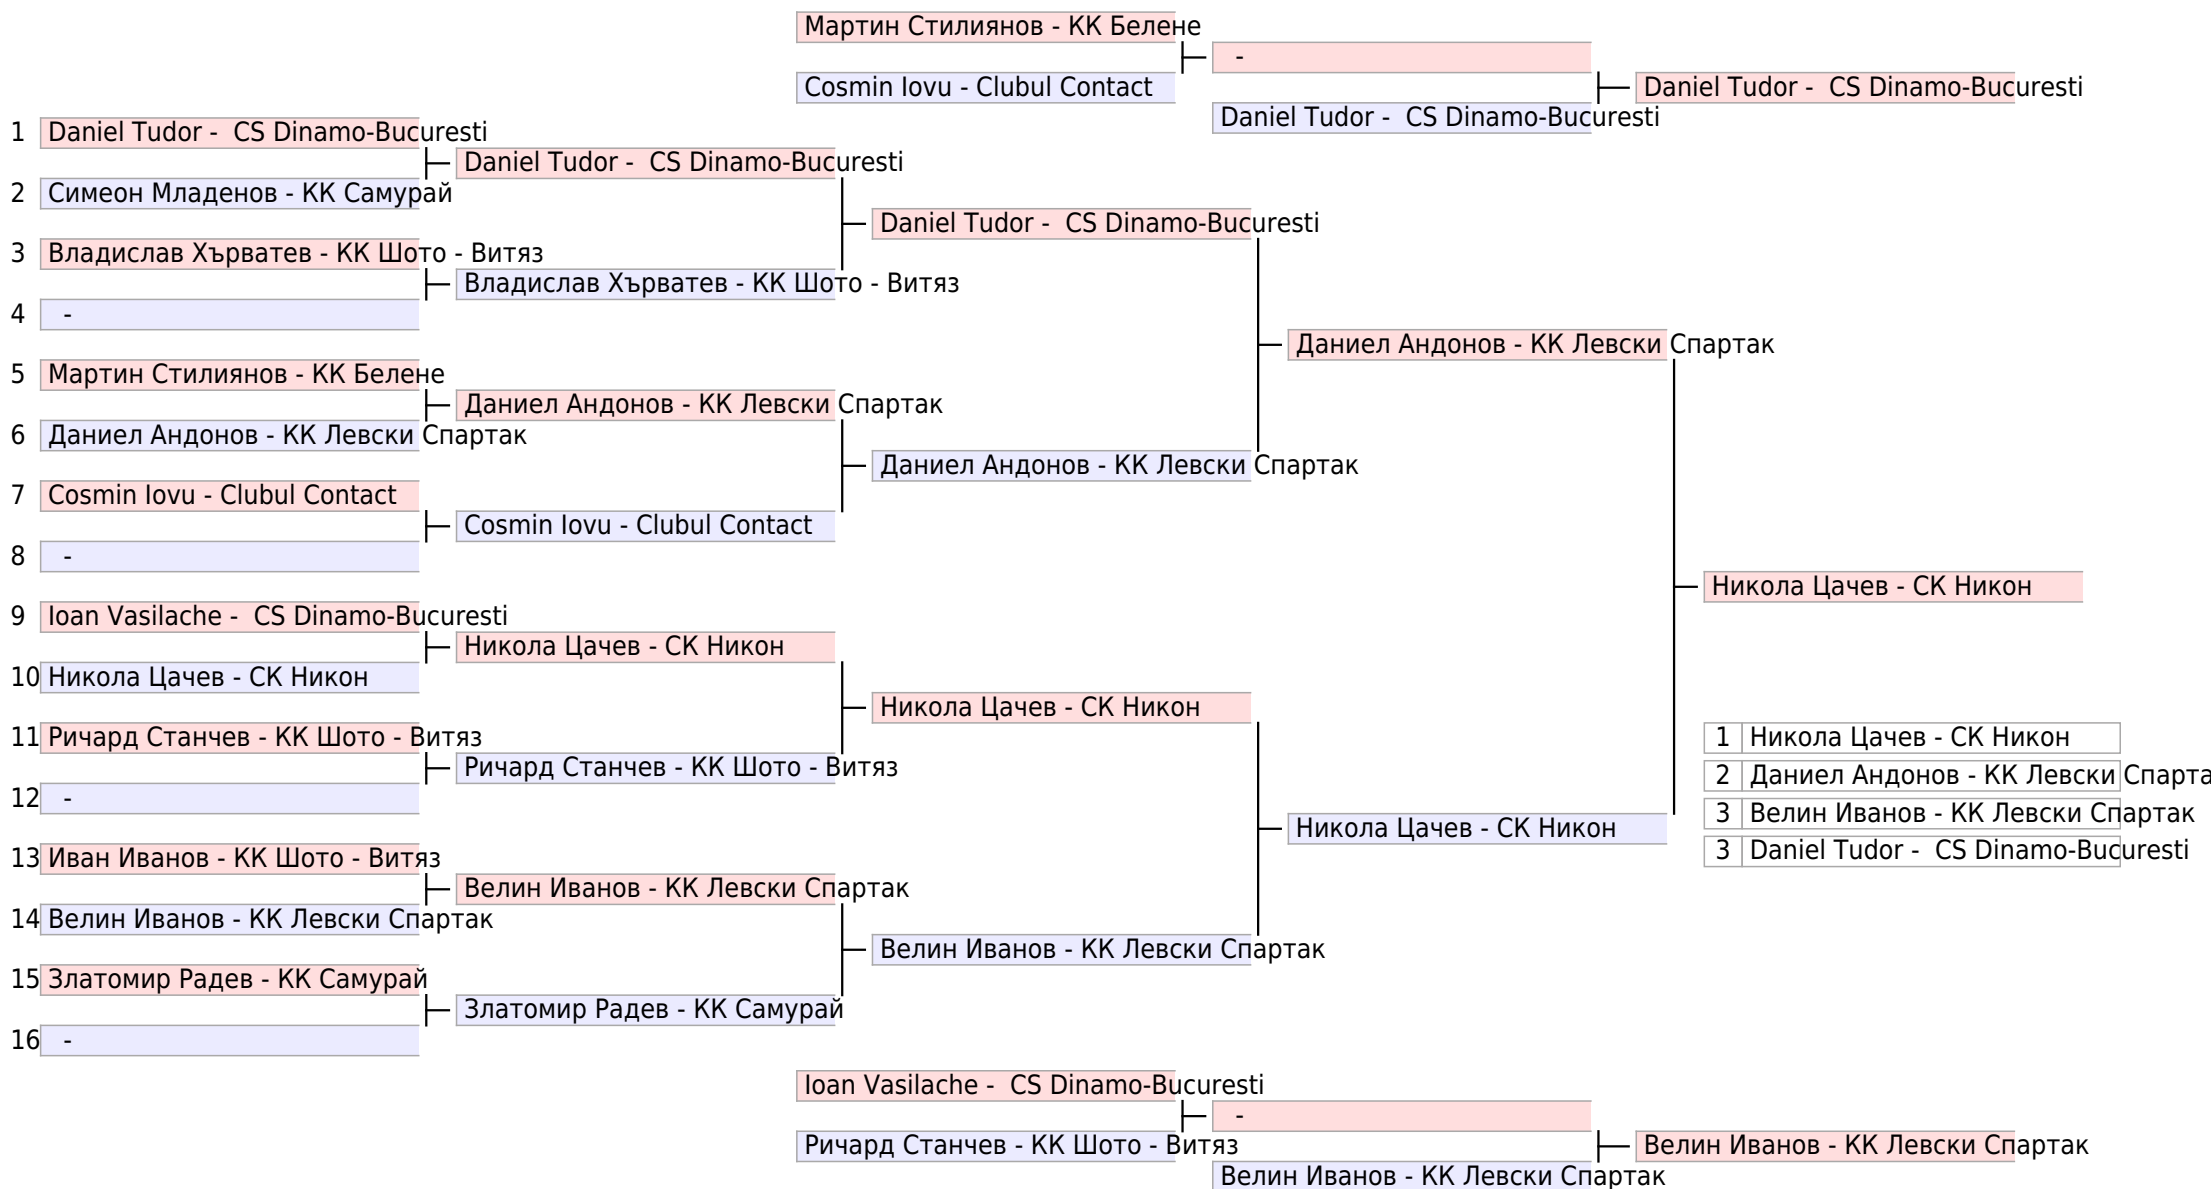 Мартин Стилиянов - КК Белене
-
Cosmin Iovu - Clubul Contact
Daniel Tudor -  CS Dinamo-Bucuresti
Daniel Tudor -  CS Dinamo-Bucuresti
1 Daniel Tudor -  CS Dinamo-Bucuresti
Daniel Tudor -  CS Dinamo-Bucuresti
2 Симеон Младенов - КК Самурай
Daniel Tudor -  CS Dinamo-Bucuresti
3 Владислав Хърватев - КК Шото - Витяз
Владислав Хърватев - КК Шото - Витяз
4 -
Даниел Андонов - КК Левски Спартак
5 Мартин Стилиянов - КК Белене
Даниел Андонов - КК Левски Спартак
6 Даниел Андонов - КК Левски Спартак
Даниел Андонов - КК Левски Спартак
7 Cosmin Iovu - Clubul Contact
Cosmin Iovu - Clubul Contact
8 -
Никола Цачев - СК Никон
9 Ioan Vasilache -  CS Dinamo-Bucuresti
Никола Цачев - СК Никон
10 Никола Цачев - СК Никон
Никола Цачев - СК Никон
11 Ричард Станчев - КК Шото - Витяз
1 Никола Цачев - СК Никон
Ричард Станчев - КК Шото - Витяз
2 Даниел Андонов - КК Левски Спарта
12 -
3 Велин Иванов - КК Левски Спартак
Никола Цачев - СК Никон
3 Daniel Tudor -  CS Dinamo-Bucuresti
13 Иван Иванов - КК Шото - Витяз
Велин Иванов - КК Левски Спартак
14 Велин Иванов - КК Левски Спартак
Велин Иванов - КК Левски Спартак
15 Златомир Радев - КК Самурай
Златомир Радев - КК Самурай
16 -
Ioan Vasilache -  CS Dinamo-Bucuresti
-
Ричард Станчев - КК Шото - Витяз
Велин Иванов - КК Левски Спартак
Велин Иванов - КК Левски Спартак